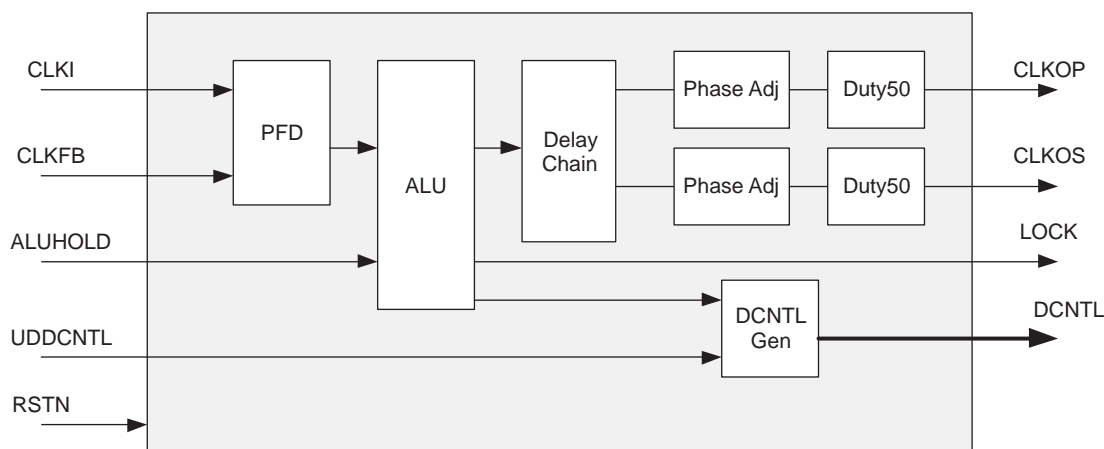 CLKI
CLKFB
ALUHOLD
UDDCNTL
RSTN
PFD
ALU
Delay
Chain
Phase Adj
Duty50
Phase Adj
Duty50
DCNTL
Gen
CLKOP
CLKOS
LOCK
DCNTL